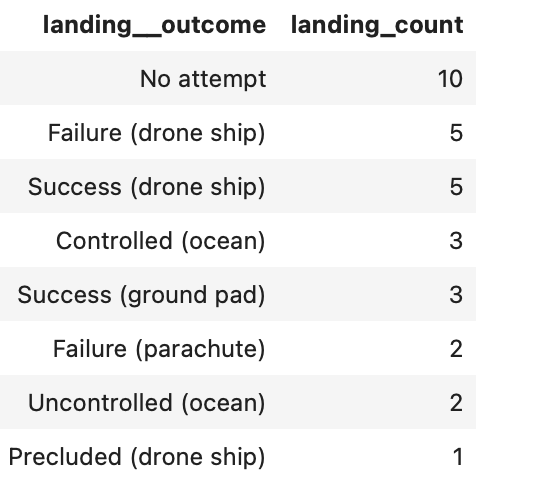 landing__outcome landing_count
No attempt 10
Failure (drone ship) 5
Success (drone ship) 5
Controlled (ocean) 3
Success (ground pad) 3
Failure (parachute) 2
Uncontrolled (ocean) 2
Precluded (drone ship) 1